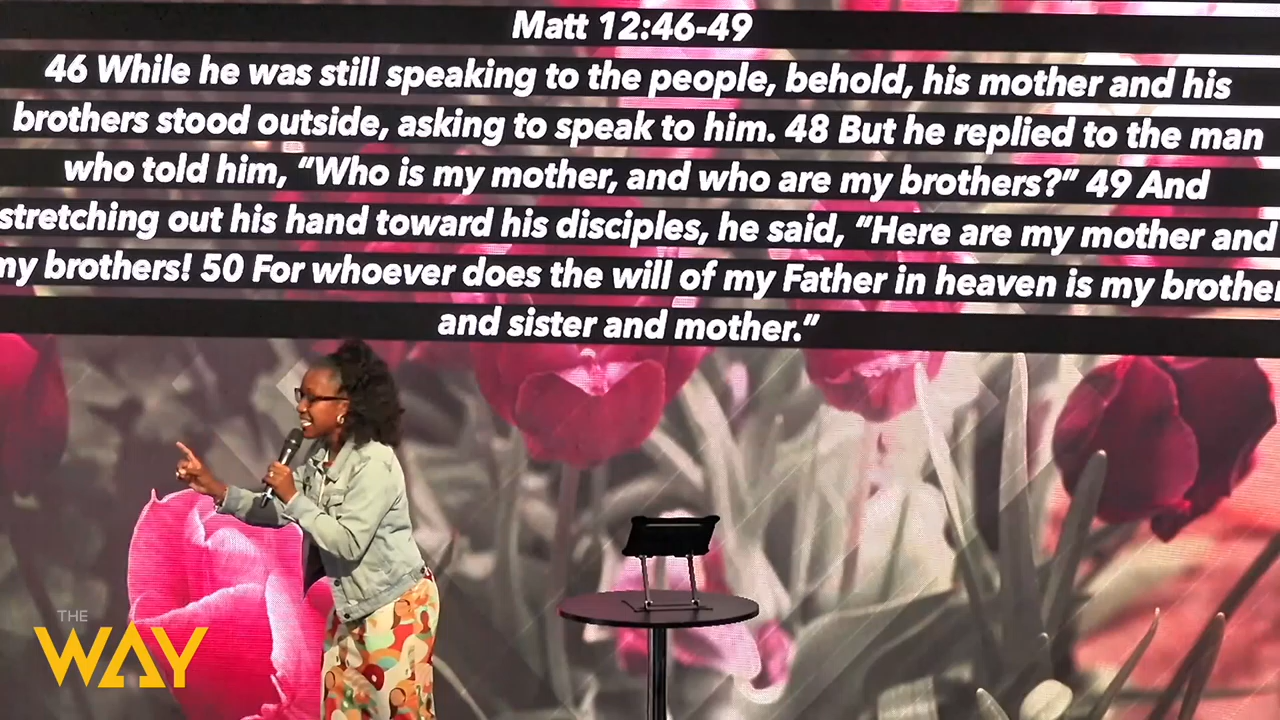 Matt 12:46-49
46 While he was still speaking to the people, behold, his mother and his
brothers stood outside, asking to speak to him. 48 But he replied to the man
who told him, “Who is my mother, and who are my brothers?” 49 And
stretching out his hand toward his disciples, he said, “Here are my mother and
my brothers! 50 For whoever does the will of my Father in heaven is my brother
and sister and mother.”
THE
WAY